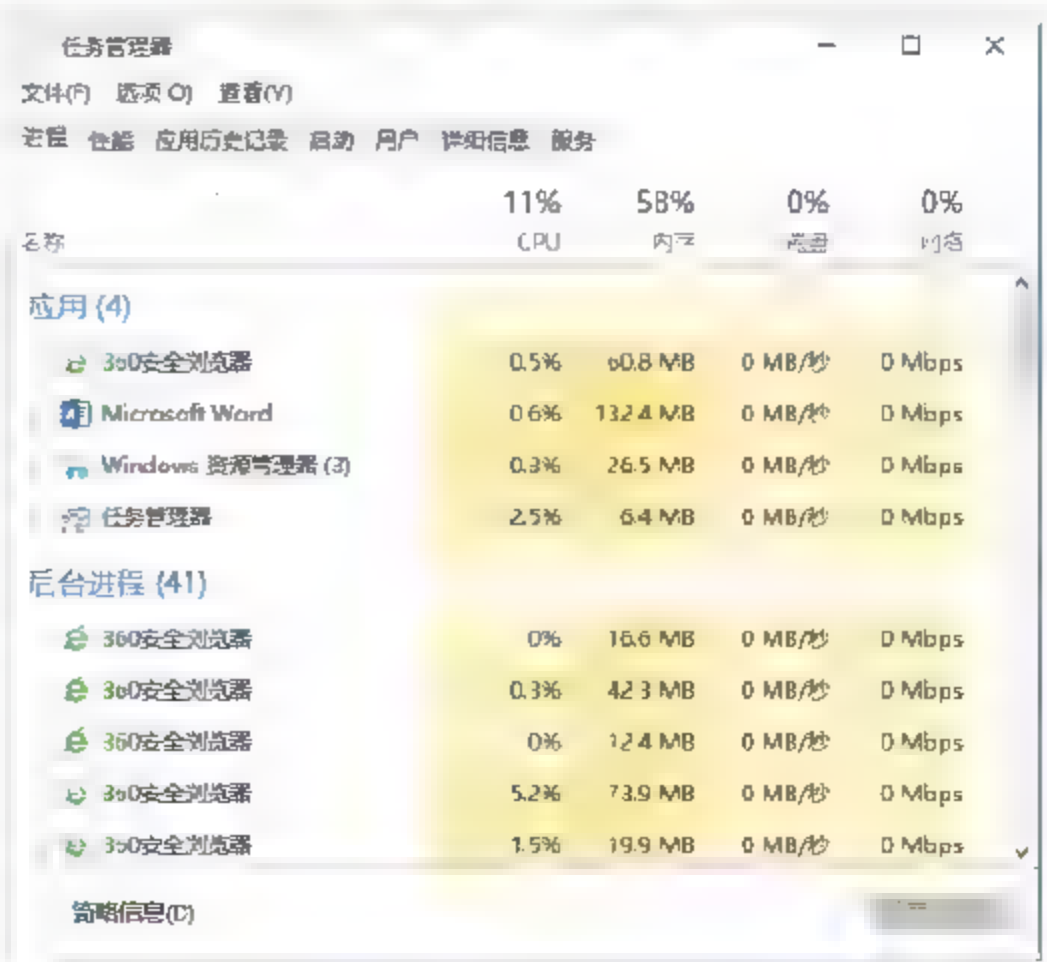 任务管理器
文件(F) 选项(O) 查看(V)
进程 性能 应用历史记录 启动 用户 详细信息 服务
11% 58% 0% 0%
名称 CPU 内存 磁盘 网络
应用 (4)
360安全浏览器 0.5% 60.8 MB 0 MB/秒 0 Mbps
Microsoft Word 0.6% 132.4 MB 0 MB/秒 0 Mbps
Windows 资源管理器 (3) 0.3% 26.5 MB 0 MB/秒 0 Mbps
任务管理器 2.5% 6.4 MB 0 MB/秒 0 Mbps
后台进程 (41)
360安全浏览器 0% 16.6 MB 0 MB/秒 0 Mbps
360安全浏览器 0.3% 42.3 MB 0 MB/秒 0 Mbps
360安全浏览器 0% 12.4 MB 0 MB/秒 0 Mbps
360安全浏览器 5.2% 73.9 MB 0 MB/秒 0 Mbps
360安全浏览器 1.5% 19.9 MB 0 MB/秒 0 Mbps
简略信息(D)